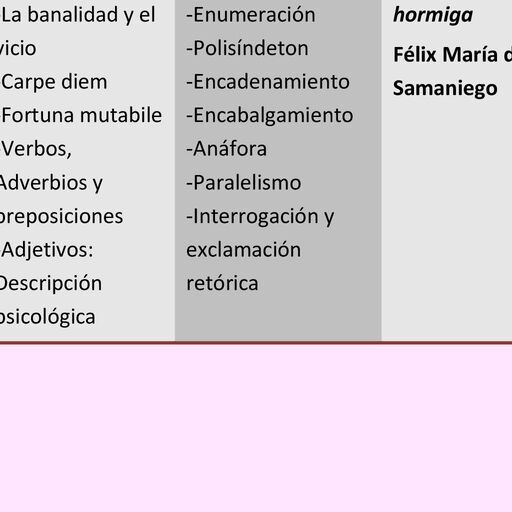 -La banalidad y el
vicio
-Carpe diem
-Fortuna mutabile
-Verbos,
Adverbios y
preposiciones
-Adjetivos:
Descripción
psicológica
-Enumeración
-Polisíndeton
-Encadenamiento
-Encabalgamiento
-Anáfora
-Paralelismo
-Interrogación y
exclamación
retórica
hormiga
Félix María d
Samaniego